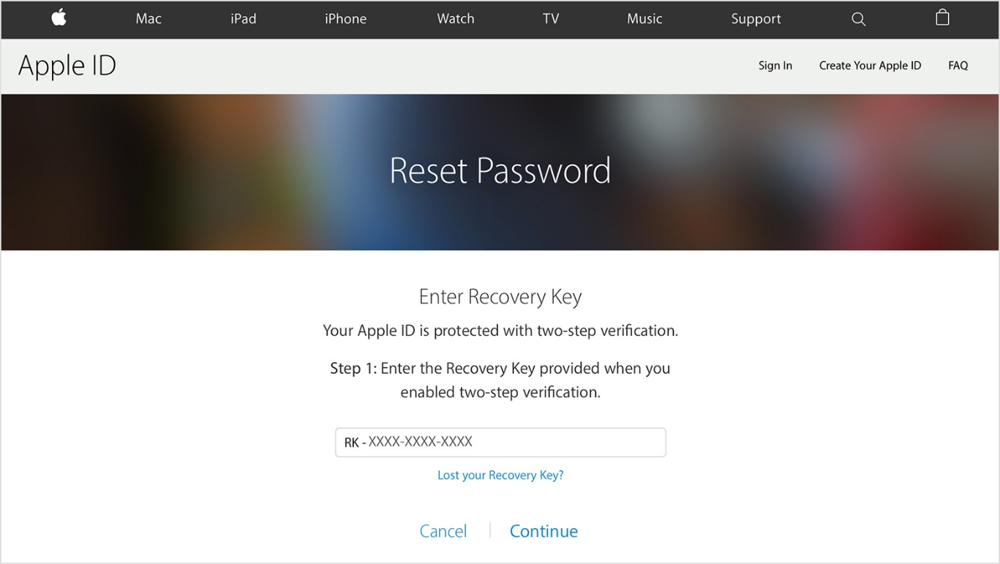 Mac iPad iPhone Watch TV Music Support
Apple ID
Sign In Create Your Apple ID FAQ
Reset Password
Enter Recovery Key
Your Apple ID is protected with two-step verification.
Step 1: Enter the Recovery Key provided when you
enabled two-step verification.
RK - XXXX-XXXX-XXXX
Lost your Recovery Key?
Cancel | Continue